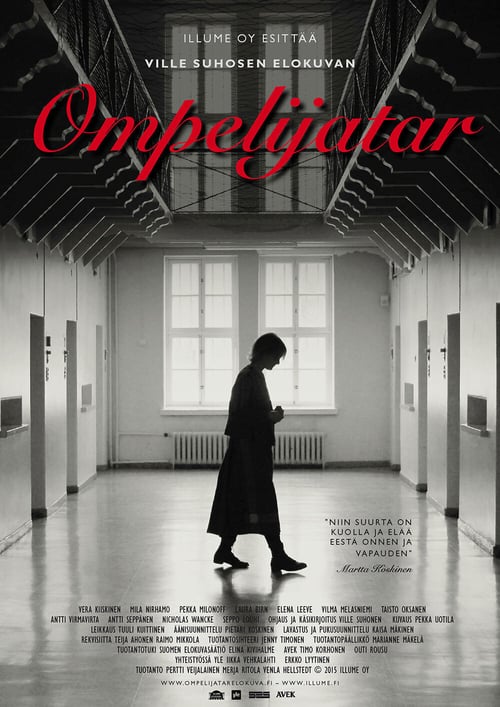 ILLUME OY ESITTÄÄ
VILLE SUHOSEN ELOKUVAN
Ompelijatar
"NIIN SUURTA ON
KUOLLA JA ELÄÄ
EESTÄ ONNEN JA
VAPAUDEN"
Martta Koskinen
VERA KIISKINEN MILA NIRHAMO PEKKA MILONOFF LAURA BIRN ELENA LEEVE VILMA MELASNIEMI TAISTO OKSANEN
ANTTI VIRMAVIRTA ANTTI SEPPÄNEN NICHOLAS WANCKE SEPPO LOUHI OHJAUS JA KÄSIKIRJOITUS VILLE SUHONEN KUVAUS PEKKA UOTILA
LEIKKAUS TUULI KUITTINEN ÄÄNISUUNNITTELU PIETARI KOSKINEN LAVASTUS JA PUKUSUUNNITTELU KAISA MÄKINEN
REKVISIITTA TEIJA AHONEN RAIMO MIKKOLA TUOTANTOSIHTEERI JENNY TIMONEN TUOTANTOPÄÄLLIKKÖ MARIANNE MÄKELÄ
TUOTANTOTUKI SUOMEN ELOKUVASÄÄTIÖ ELINA KIVIHALME AVEK TIMO KORHONEN OUTI ROUSU
YHTEISTYÖSSÄ YLE IIKKA VEHKALAHTI ERKKO LYYTINEN
TUOTANTO PERTTI VEIJALAINEN MERJA RITOLA VENLA HELLSTEDT © 2015 ILLUME OY
WWW.OMPELIJATARELOKUVA.FI – WWW.ILLUME.FI
yle SES AVEK